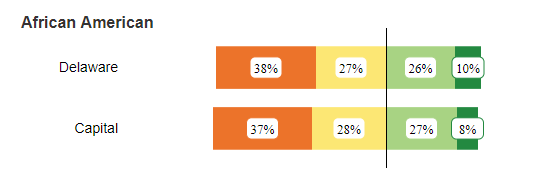 African American
Delaware 38% 27% 26% 10%
Capital 37% 28% 27% 8%